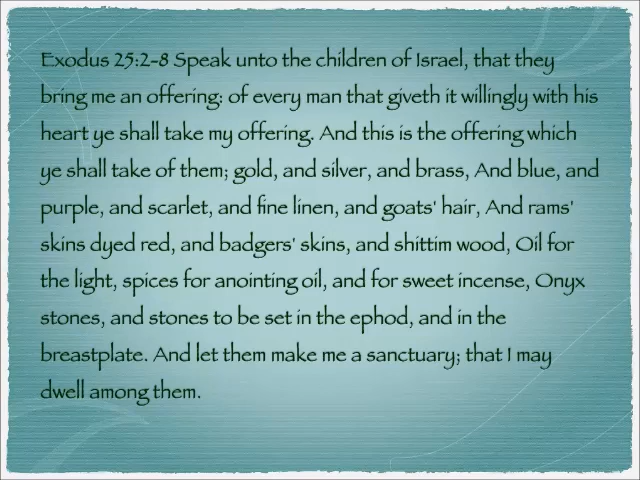 Exodus 25:2-8 Speak unto the children of Israel, that they
bring me an offering: of every man that giveth it willingly with his
heart ye shall take my offering. And this is the offering which
ye shall take of them; gold, and silver, and brass, And blue, and
purple, and scarlet, and fine linen, and goats' hair, And rams'
skins dyed red, and badgers' skins, and shittim wood, Oil for
the light, spices for anointing oil, and for sweet incense, Onyx
stones, and stones to be set in the ephod, and in the
breastplate. And let them make me a sanctuary; that I may
dwell among them.